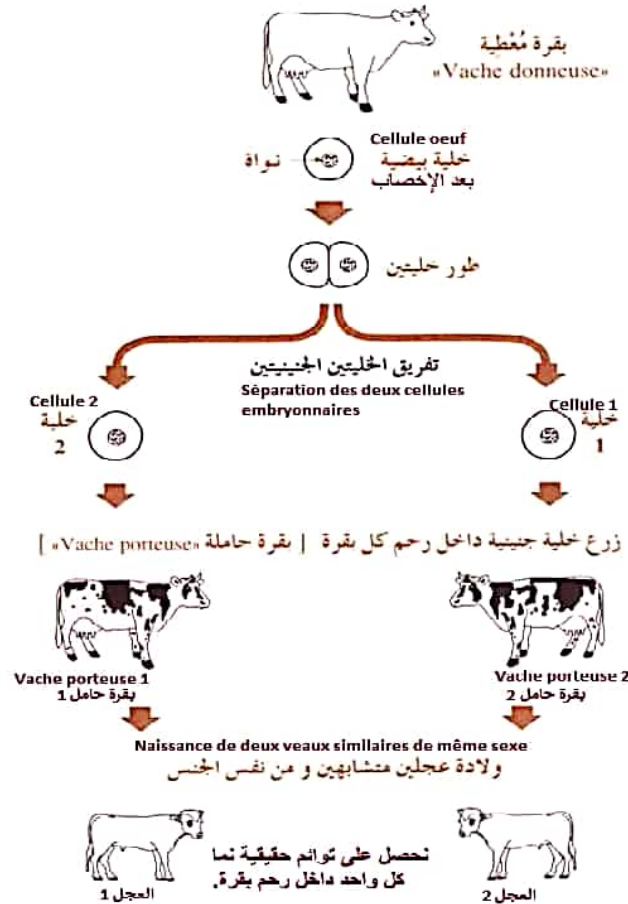 بقرة مُعْطِية
«Vache donneuse»
Cellule oeuf
خلية بيضية
بعد الإخصاب
نواة
طور خليتين
تفريق الخليتين الجنينيتين
Séparation des deux cellules
embryonnaires
Cellule 2
خلية
2
Cellule 1
خلية
1
زرع خلية جنينية داخل رحم كل بقرة [ بقرة حاملة «Vache porteuse» ]
Vache porteuse 1
بقرة حامل 1
Vache porteuse 2
بقرة حامل 2
Naissance de deux veaux similaires de même sexe
ولادة عجلين متشابهين و من نفس الجنس
نحصل على توائم حقيقية نما
كل واحد داخل رحم بقرة.
العجل 1
العجل 2